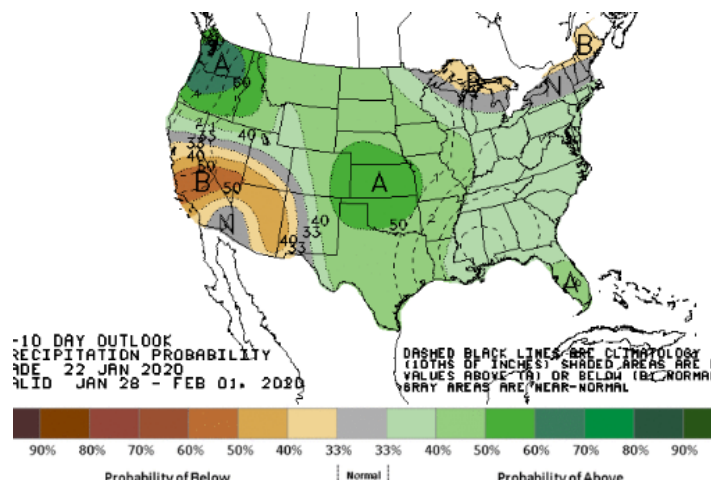 A
60
40
33
33
40
50
B
50
N
40
33
40
33
A
50
B
B
N
A
-10 DAY OUTLOOK
RECIPITATION PROBABILITY
ADE 22 JAN 2020
ALID JAN 28 - FEB 01, 2020
DASHED BLACK LINES ARE CLIMATOLOGY
(10THS OF INCHES) SHADED AREAS ARE
VALUES ABOVE (A) OR BELOW (B) NORMA
GRAY AREAS ARE NEAR-NORMAL
90% 80% 70% 60% 50% 40% 33% 33% 40% 50% 60% 70% 80% 90%
Probability of Below Normal Probability of Above